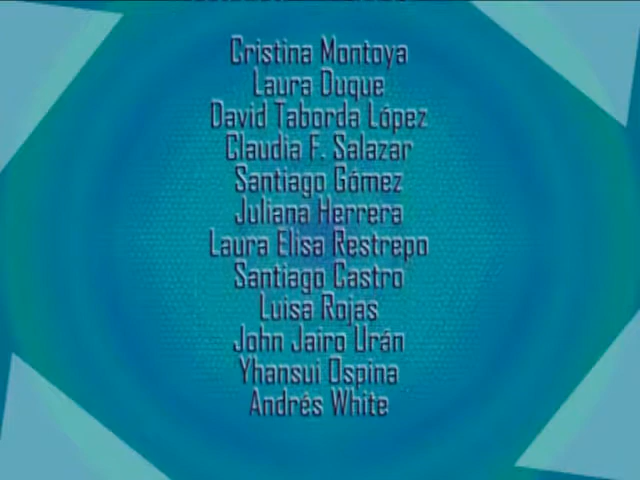 Cristina Montoya
Laura Duque
David Taborda López
Claudia F. Salazar
Santiago Gómez
Juliana Herrera
Laura Elisa Restrepo
Santiago Castro
Luisa Rojas
John Jairo Urán
Yhansui Ospina
Andrés White